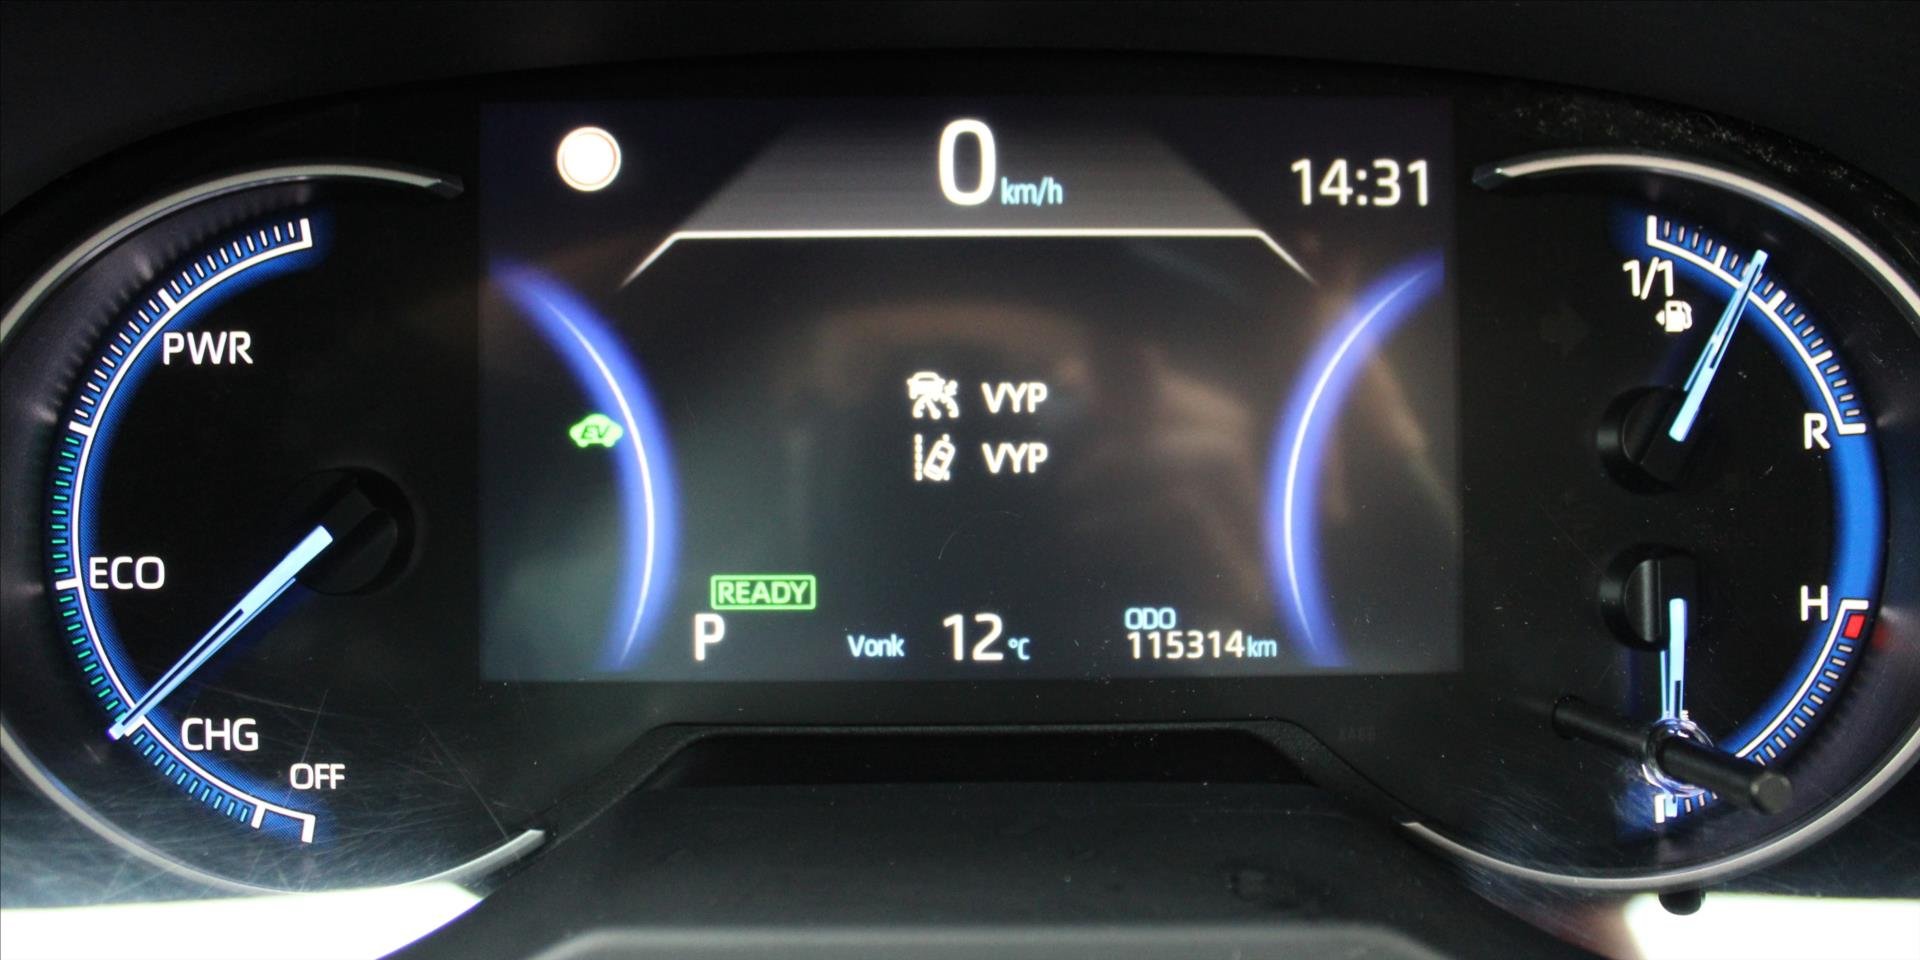 0 km/h
14:31
PWR
ECO
CHG
OFF
EV
VYP
VYP
READY
P
Vonk 12 °C
ODO
115314 km
1/1
R
H